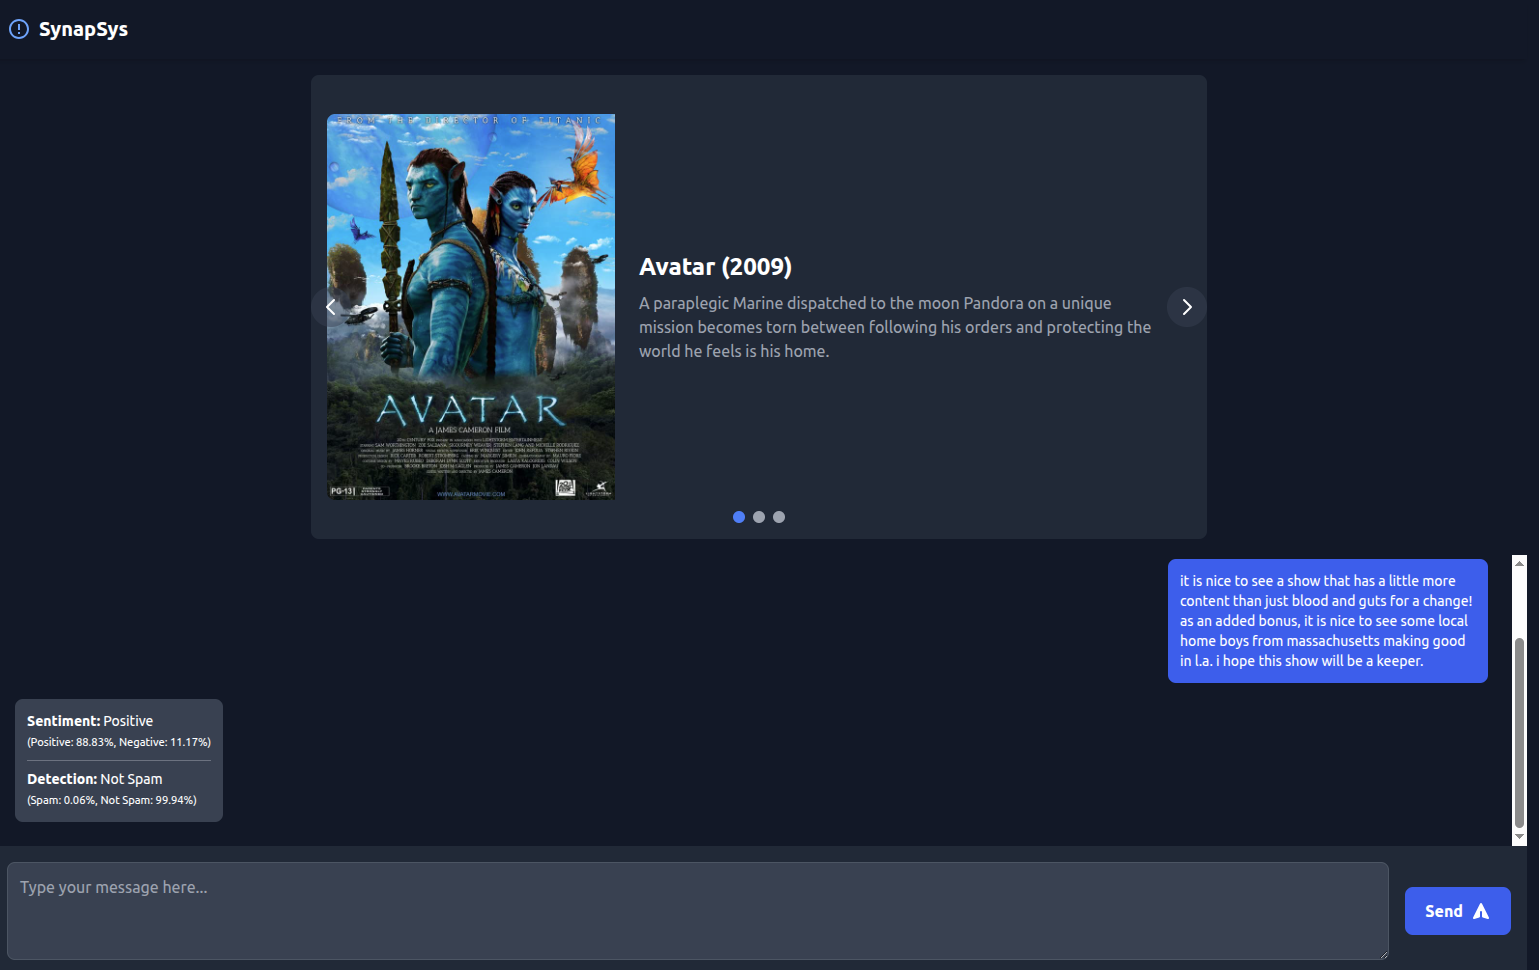 SynapSys
FROM THE DIRECTOR OF TITANIC
AVATAR
A JAMES CAMERON FILM
PG-13
WWW.AVATARMOVIE.COM
Avatar (2009)
A paraplegic Marine dispatched to the moon Pandora on a unique
mission becomes torn between following his orders and protecting the
world he feels is his home.
it is nice to see a show that has a little more
content than just blood and guts for a change!
as an added bonus, it is nice to see some local
home boys from massachusetts making good
in l.a. i hope this show will be a keeper.
Sentiment: Positive
(Positive: 88.83%, Negative: 11.17%)
Detection: Not Spam
(Spam: 0.06%, Not Spam: 99.94%)
Type your message here...
Send